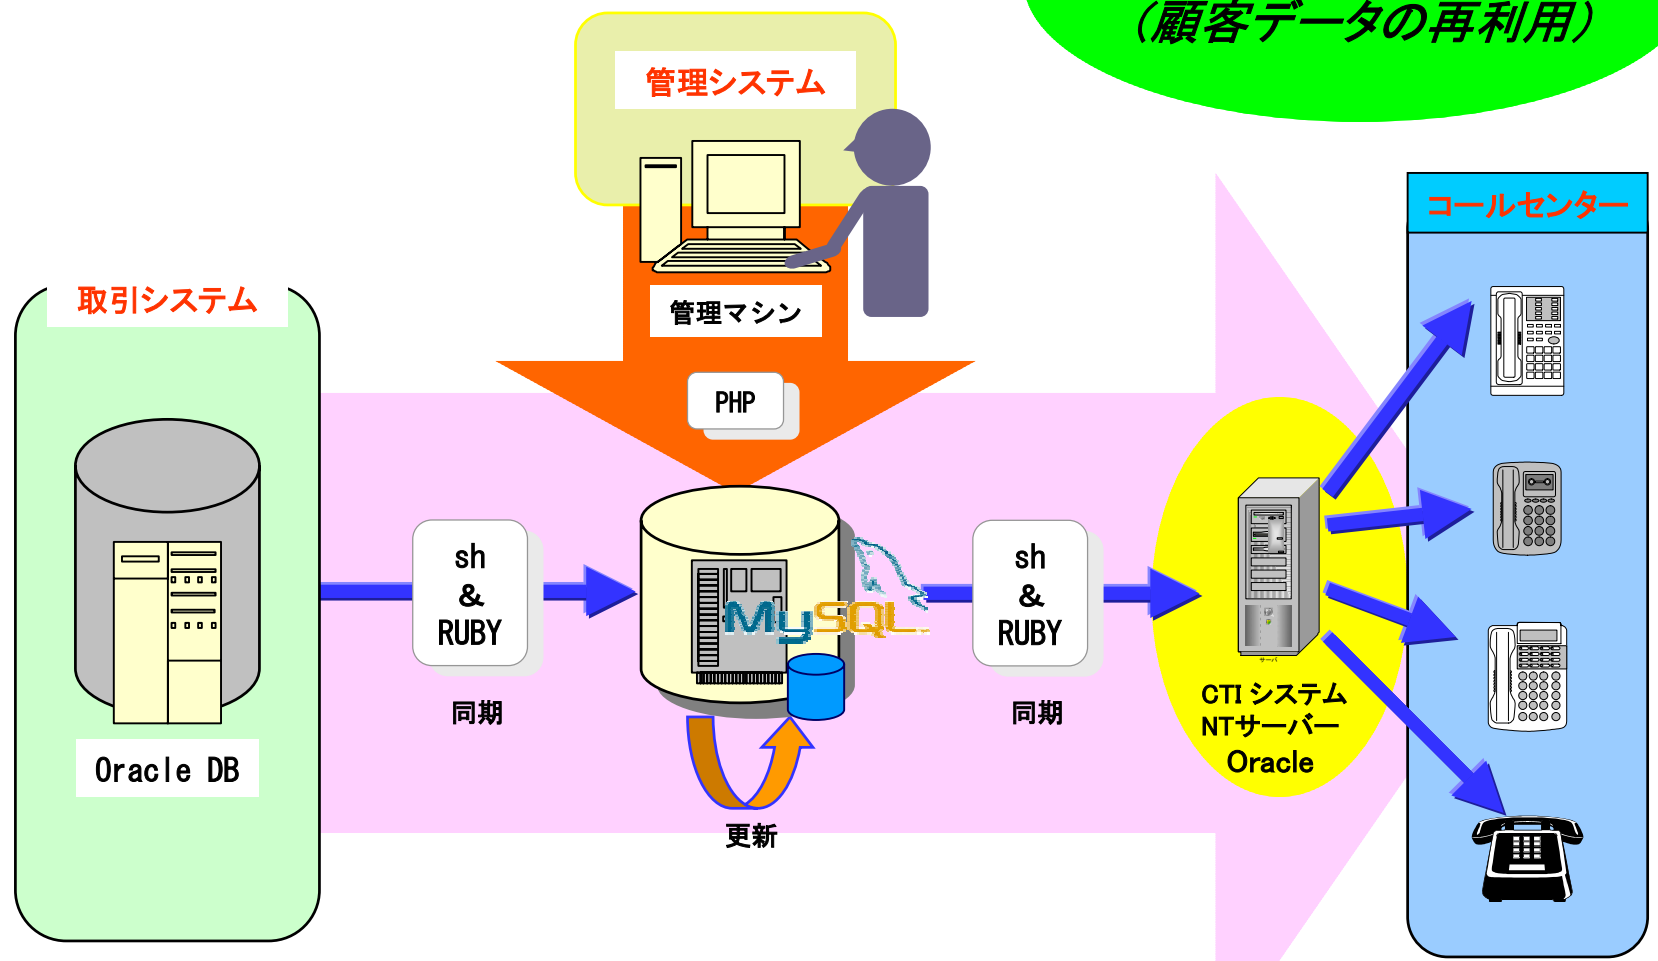 （顧客データの再利用）
管理システム
コールセンター
取引システム
管理マシン
PHP
sh
&
RUBY
同期
MySQL
sh
&
RUBY
同期
サーバ
CTI システム
NTサーバー
Oracle
Oracle DB
更新